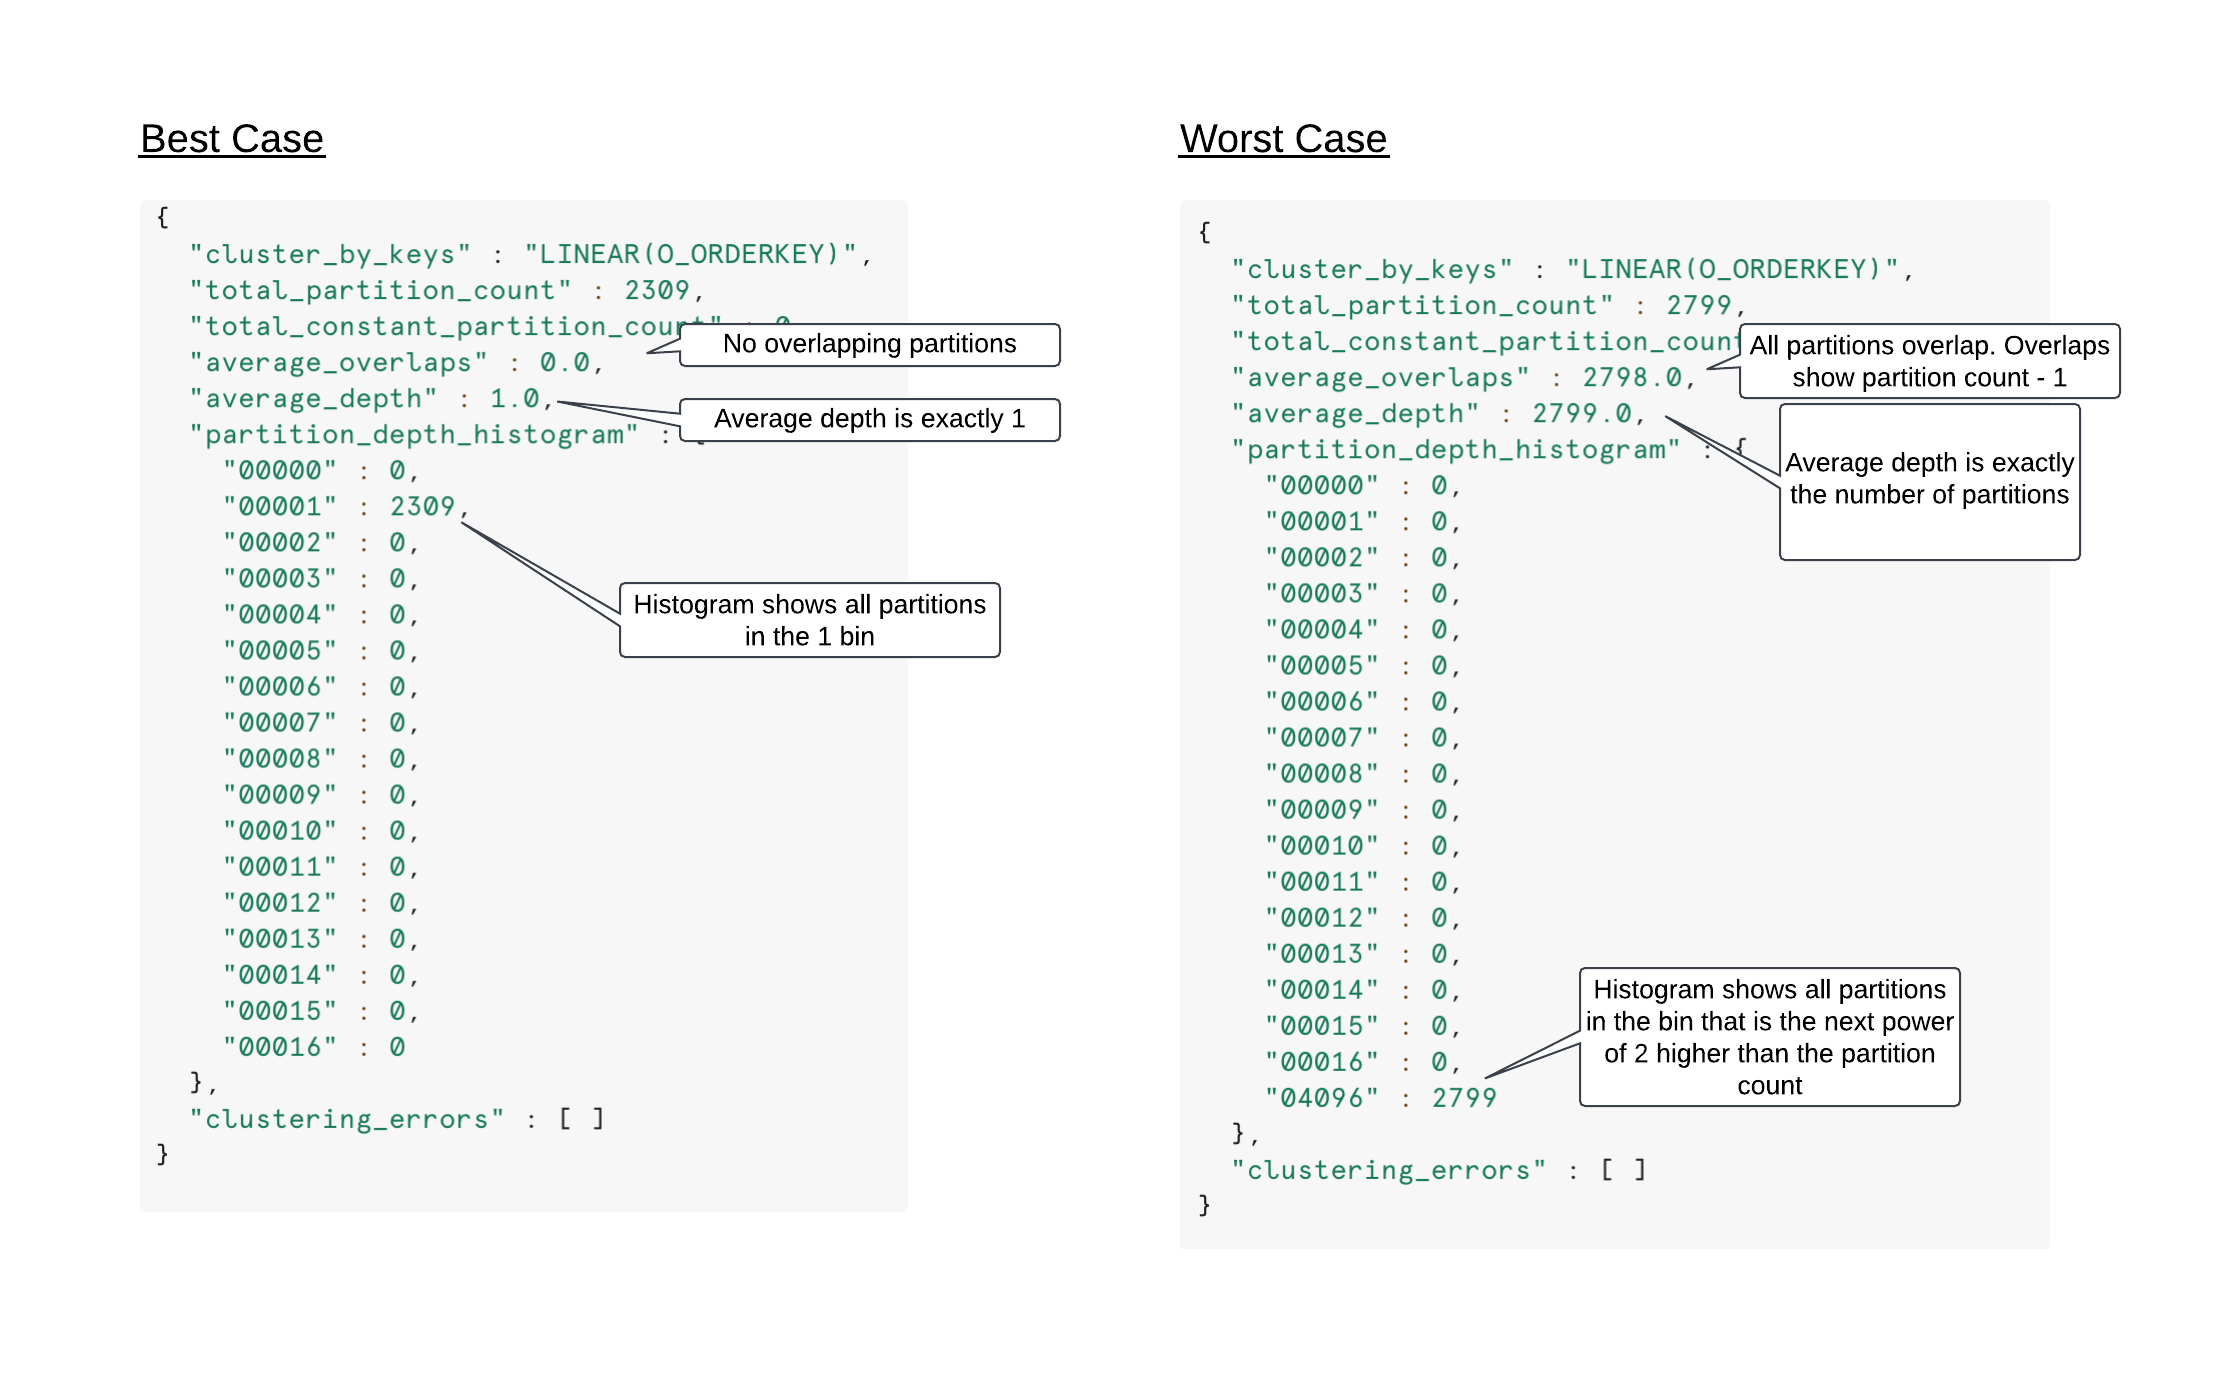 Best Case
{
"cluster_by_keys" : "LINEAR(O_ORDERKEY)",
"total_partition_count" : 2309,
"total_constant_partition_count" : 0
"average_overlaps" : 0.0,
"average_depth" : 1.0,
"partition_depth_histogram" : {
"00000" : 0,
"00001" : 2309,
"00002" : 0,
"00003" : 0,
"00004" : 0,
"00005" : 0,
"00006" : 0,
"00007" : 0,
"00008" : 0,
"00009" : 0,
"00010" : 0,
"00011" : 0,
"00012" : 0,
"00013" : 0,
"00014" : 0,
"00015" : 0,
"00016" : 0
},
"clustering_errors" : [ ]
}
No overlapping partitions
Average depth is exactly 1
Histogram shows all partitions
in the 1 bin
Worst Case
{
"cluster_by_keys" : "LINEAR(O_ORDERKEY)",
"total_partition_count" : 2799,
"total_constant_partition_count
"average_overlaps" : 2798.0,
"average_depth" : 2799.0,
"partition_depth_histogram" : {
"00000" : 0,
"00001" : 0,
"00002" : 0,
"00003" : 0,
"00004" : 0,
"00005" : 0,
"00006" : 0,
"00007" : 0,
"00008" : 0,
"00009" : 0,
"00010" : 0,
"00011" : 0,
"00012" : 0,
"00013" : 0,
"00014" : 0,
"00015" : 0,
"00016" : 0,
"04096" : 2799
},
"clustering_errors" : [ ]
}
All partitions overlap. Overlaps
show partition count - 1
Average depth is exactly
the number of partitions
Histogram shows all partitions
in the bin that is the next power
of 2 higher than the partition
count